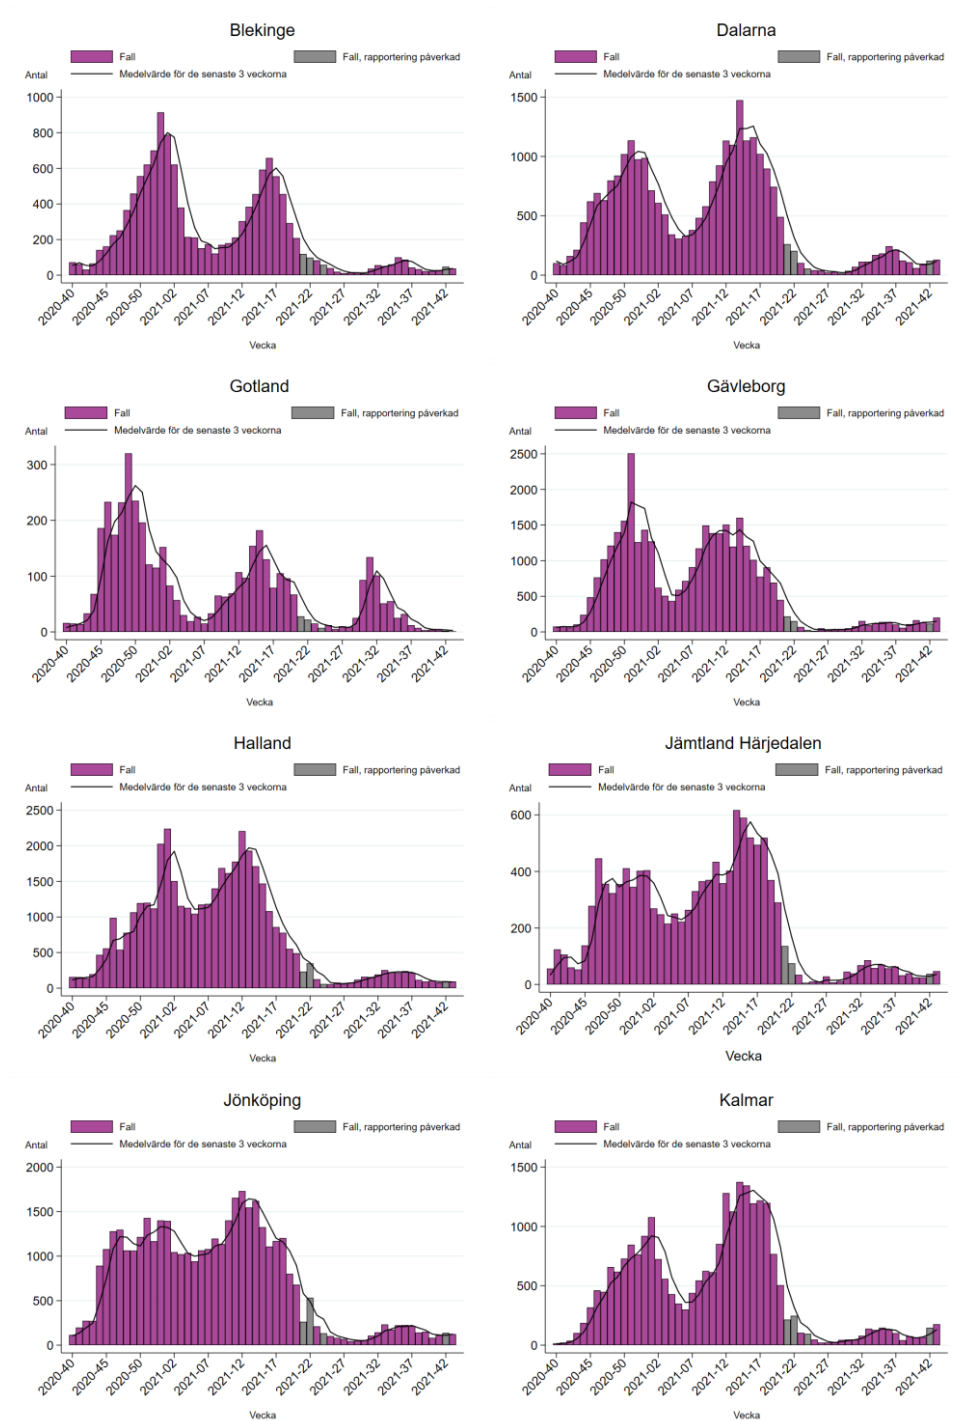 Blekinge
Fall
Fall, rapportering påverkad
Antal
Medelvärde för de senaste 3 veckorna
1000
800
600
400
200
0
2020-40
2020-45
2020-50
2021-02
2021-07
2021-12
2021-17
2021-22
2021-27
2021-32
2021-37
2021-42
Vecka
Dalarna
Fall
Fall, rapportering påverkad
Antal
Medelvärde för de senaste 3 veckorna
1500
1000
500
0
2020-40
2020-45
2020-50
2021-02
2021-07
2021-12
2021-17
2021-22
2021-27
2021-32
2021-37
2021-42
Vecka
Gotland
Fall
Fall, rapportering påverkad
Antal
Medelvärde för de senaste 3 veckorna
300
200
100
0
2020-40
2020-45
2020-50
2021-02
2021-07
2021-12
2021-17
2021-22
2021-27
2021-32
2021-37
2021-42
Vecka
Gävleborg
Fall
Fall, rapportering påverkad
Antal
Medelvärde för de senaste 3 veckorna
2500
2000
1500
1000
500
0
2020-40
2020-45
2020-50
2021-02
2021-07
2021-12
2021-17
2021-22
2021-27
2021-32
2021-37
2021-42
Vecka
Halland
Fall
Fall, rapportering påverkad
Antal
Medelvärde för de senaste 3 veckorna
2500
2000
1500
1000
500
0
2020-40
2020-45
2020-50
2021-02
2021-07
2021-12
2021-17
2021-22
2021-27
2021-32
2021-37
2021-42
Vecka
Jämtland Härjedalen
Fall
Fall, rapportering påverkad
Antal
Medelvärde för de senaste 3 veckorna
600
400
200
0
2020-40
2020-45
2020-50
2021-02
2021-07
2021-12
2021-17
2021-22
2021-27
2021-32
2021-37
2021-42
Vecka
Jönköping
Fall
Fall, rapportering påverkad
Antal
Medelvärde för de senaste 3 veckorna
2000
1500
1000
500
0
2020-40
2020-45
2020-50
2021-02
2021-07
2021-12
2021-17
2021-22
2021-27
2021-32
2021-37
2021-42
Vecka
Kalmar
Fall
Fall, rapportering påverkad
Antal
Medelvärde för de senaste 3 veckorna
1500
1000
500
0
2020-40
2020-45
2020-50
2021-02
2021-07
2021-12
2021-17
2021-22
2021-27
2021-32
2021-37
2021-42
Vecka